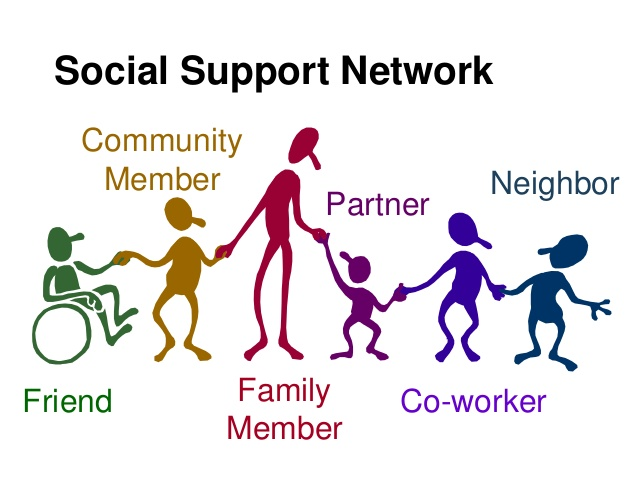 Social Support Network
Community
Member
Partner
Neighbor
Friend
Family
Member
Co-worker